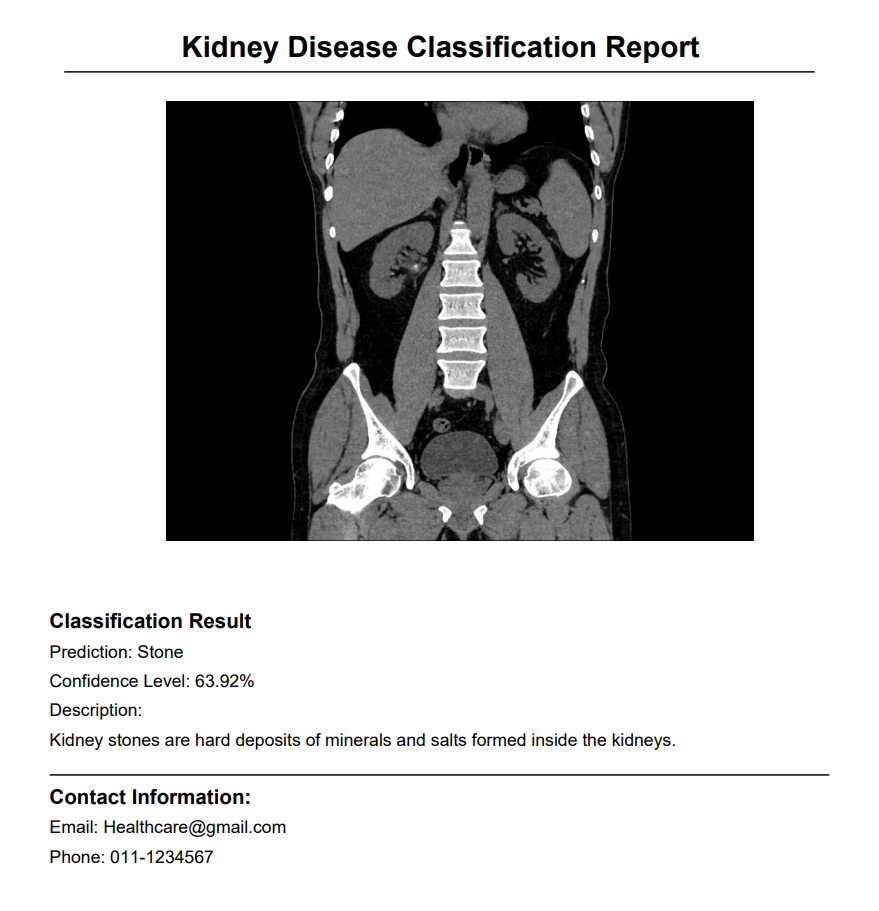 Kidney Disease Classification Report
Classification Result
Prediction: Stone
Confidence Level: 63.92%
Description:
Kidney stones are hard deposits of minerals and salts formed inside the kidneys.
Contact Information:
Email: Healthcare@gmail.com
Phone: 011-1234567